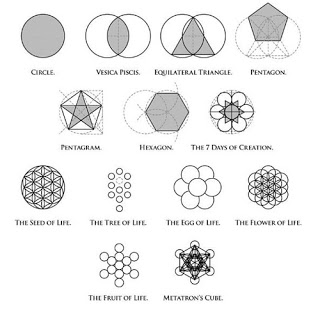 CIRCLE. VESICA PISCIS. EQUILATERAL TRIANGLE. PENTAGON.
PENTAGRAM. HEXAGON. THE 7 DAYS OF CREATION.
THE SEED OF LIFE. THE TREE OF LIFE. THE EGG OF LIFE. THE FLOWER OF LIFE.
THE FRUIT OF LIFE. METATRON'S CUBE.